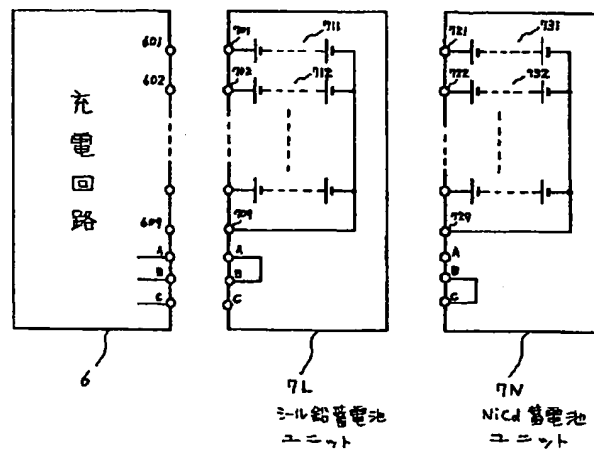 601
602
609
A
B
C
充電回路
6
701
702
711
712
709
A
B
C
7L
シール鉛蓄電池
ユニット
721
722
731
732
729
A
B
C
7N
NiCd 蓄電池
ユニット